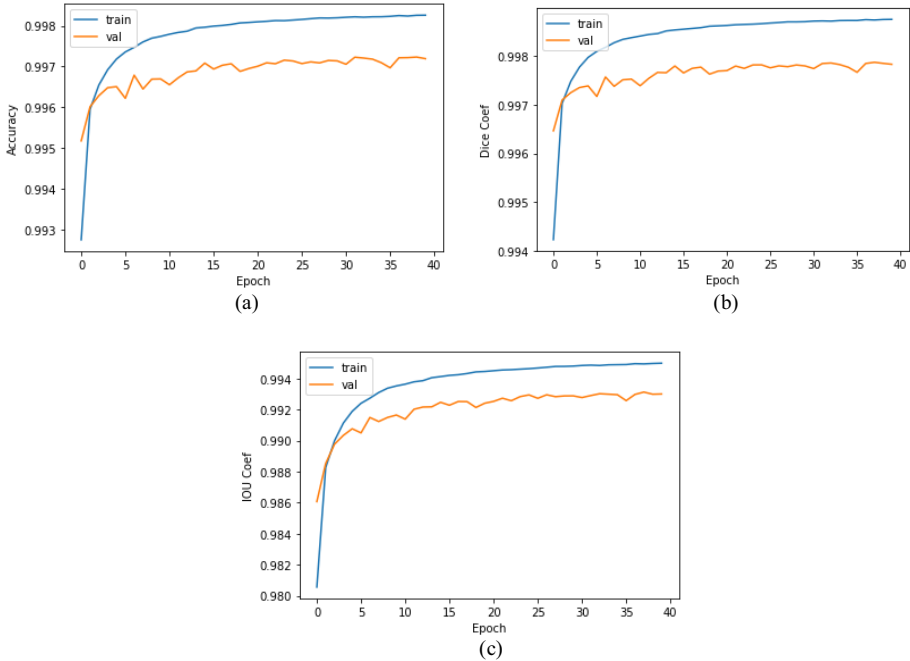 train
val
0.998
0.997
0.996
0.995
0.994
0.993
Accuracy
0 5 10 15 20 25 30 35 40
Epoch
(a)
train
val
0.998
0.997
0.996
0.995
0.994
Dice Coef
0 5 10 15 20 25 30 35 40
Epoch
(b)
train
val
0.994
0.992
0.990
0.988
0.986
0.984
0.982
0.980
IOU Coef
0 5 10 15 20 25 30 35 40
Epoch
(c)